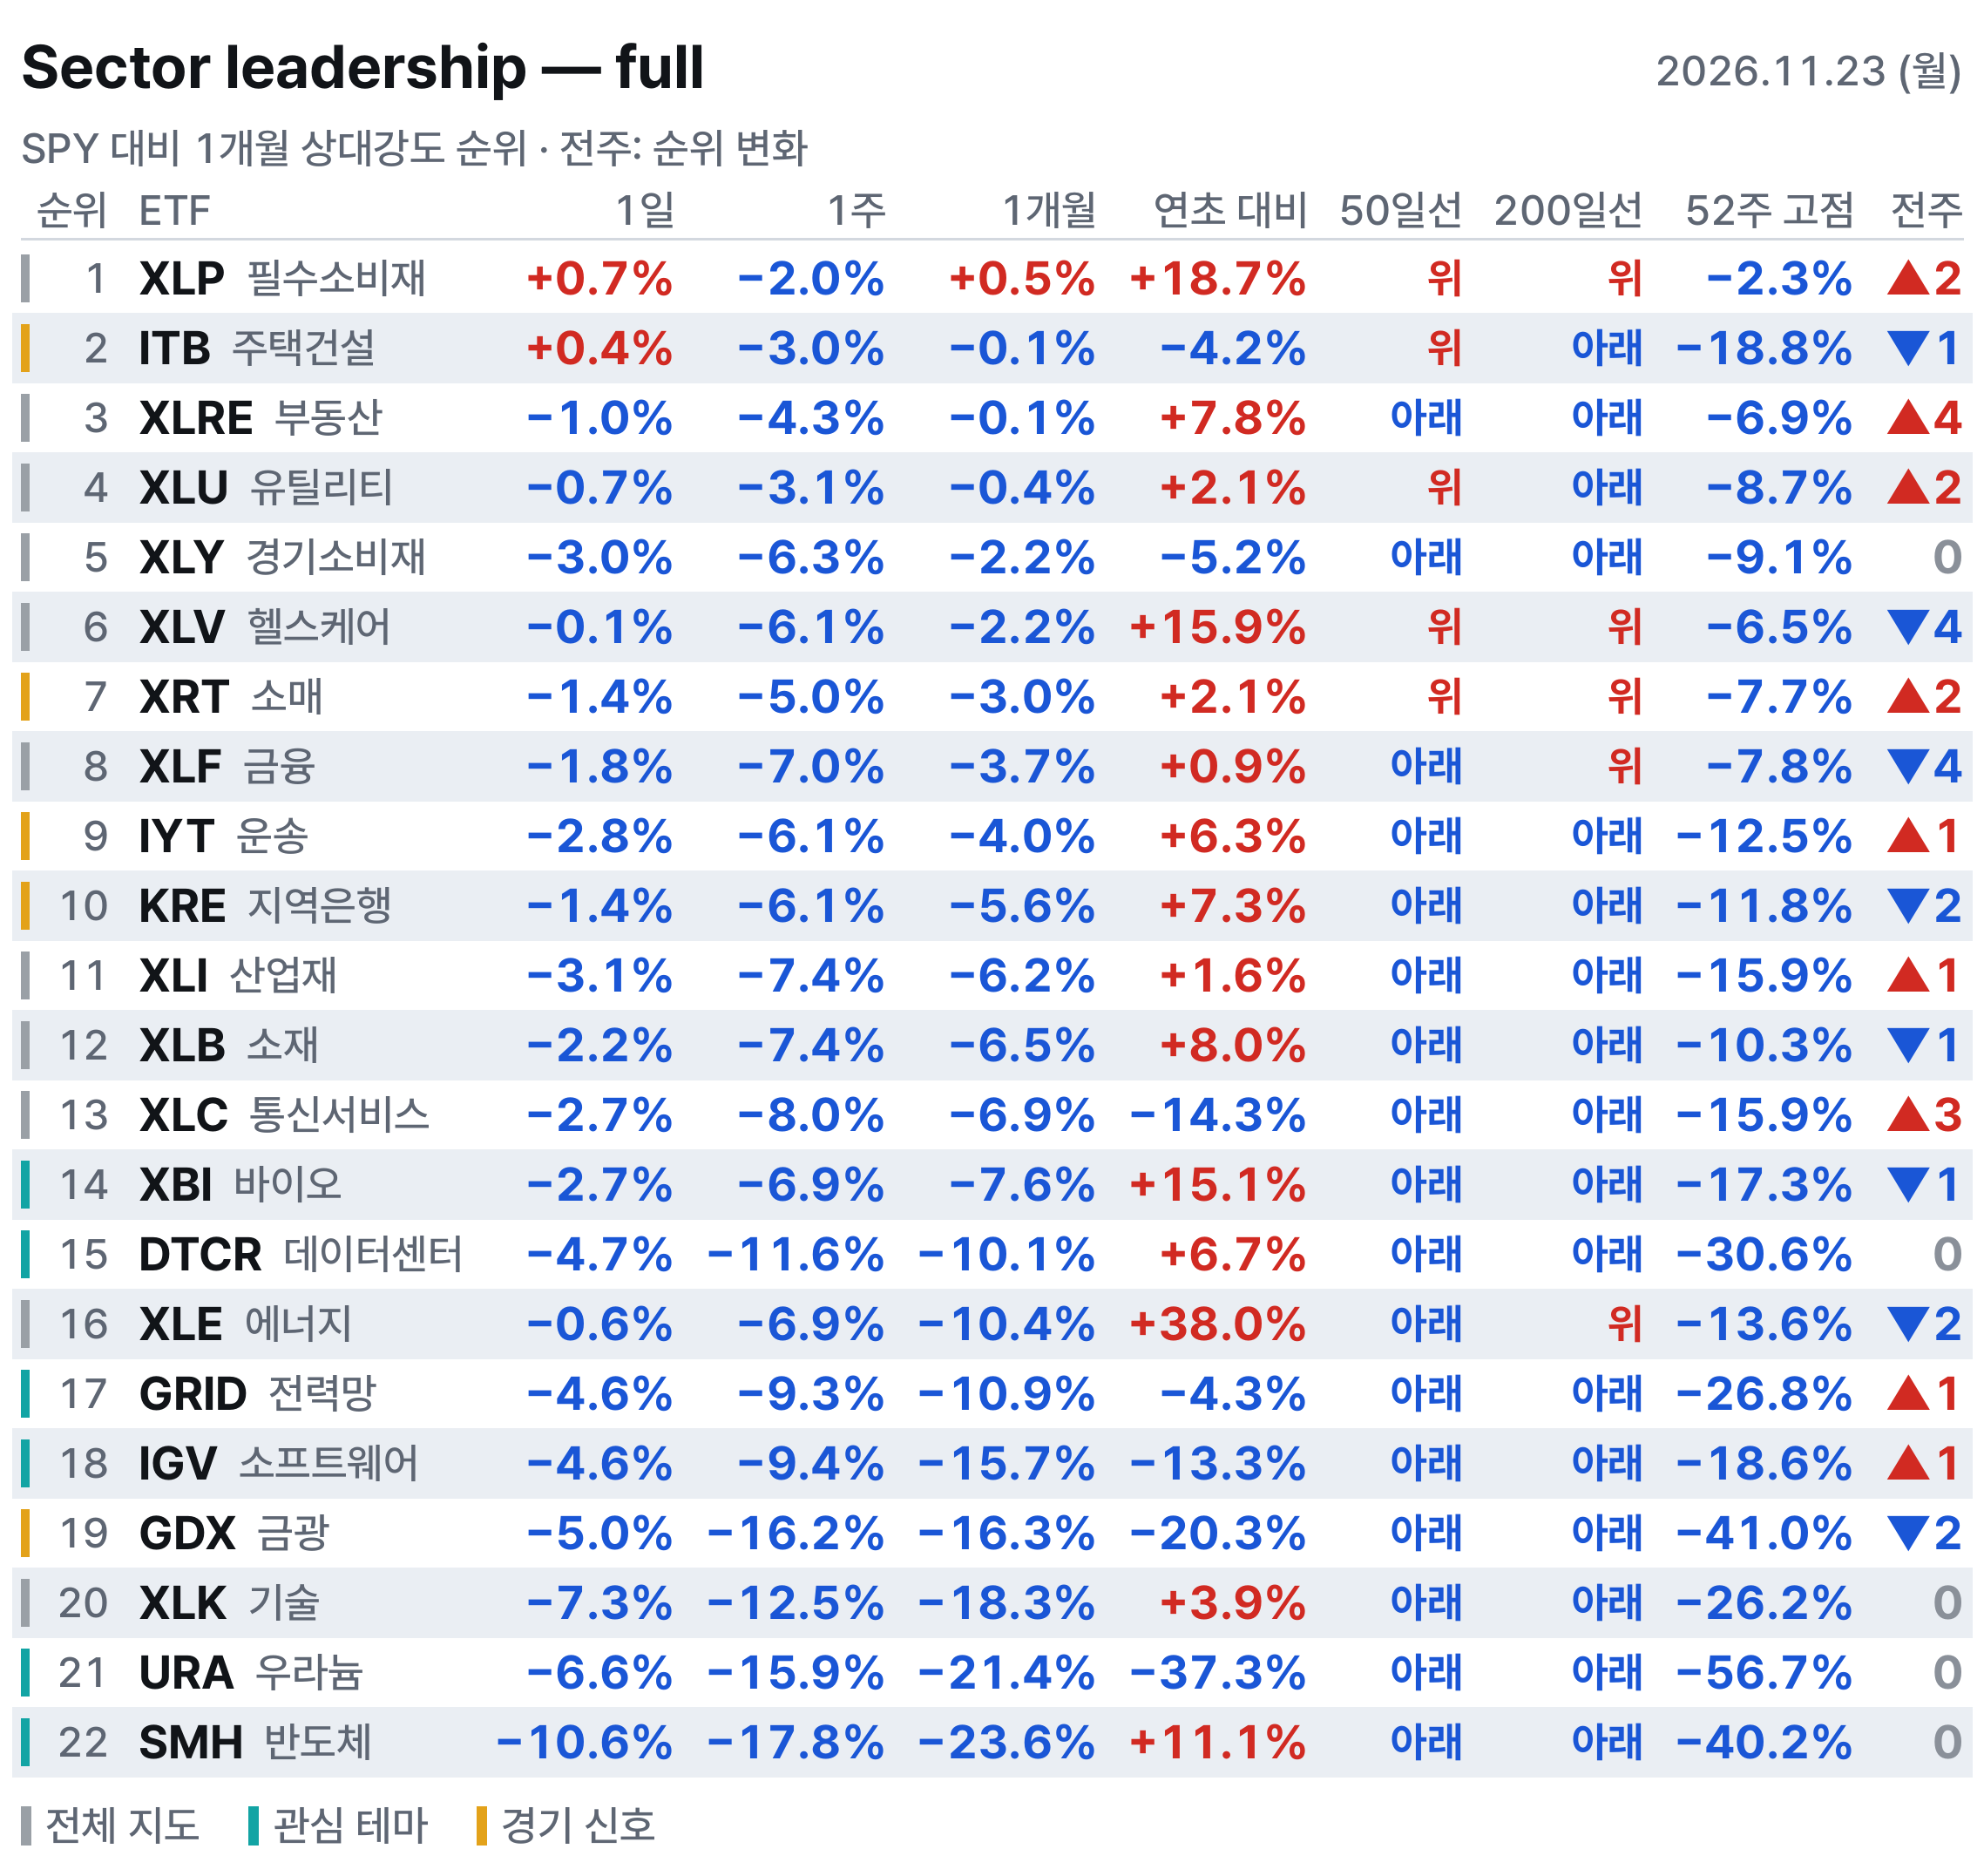 Sector leadership — full 2026.11.23 (월)
SPY 대비 1개월 상대강도 순위 · 전주: 순위 변화
순위 ETF 1일 1주 1개월 연초 대비 50일선 200일선 52주 고점 전주
1 XLP 필수소비재 +0.7% −2.0% +0.5% +18.7% 위 위 −2.3% ▲2
2 ITB 주택건설 +0.4% −3.0% −0.1% −4.2% 위 아래 −18.8% ▼1
3 XLRE 부동산 −1.0% −4.3% −0.1% +7.8% 아래 아래 −6.9% ▲4
4 XLU 유틸리티 −0.7% −3.1% −0.4% +2.1% 위 아래 −8.7% ▲2
5 XLY 경기소비재 −3.0% −6.3% −2.2% −5.2% 아래 아래 −9.1% 0
6 XLV 헬스케어 −0.1% −6.1% −2.2% +15.9% 위 위 −6.5% ▼4
7 XRT 소매 −1.4% −5.0% −3.0% +2.1% 위 위 −7.7% ▲2
8 XLF 금융 −1.8% −7.0% −3.7% +0.9% 아래 위 −7.8% ▼4
9 IYT 운송 −2.8% −6.1% −4.0% +6.3% 아래 아래 −12.5% ▲1
10 KRE 지역은행 −1.4% −6.1% −5.6% +7.3% 아래 아래 −11.8% ▼2
11 XLI 산업재 −3.1% −7.4% −6.2% +1.6% 아래 아래 −15.9% ▲1
12 XLB 소재 −2.2% −7.4% −6.5% +8.0% 아래 아래 −10.3% ▼1
13 XLC 통신서비스 −2.7% −8.0% −6.9% −14.3% 아래 아래 −15.9% ▲3
14 XBI 바이오 −2.7% −6.9% −7.6% +15.1% 아래 아래 −17.3% ▼1
15 DTCR 데이터센터 −4.7% −11.6% −10.1% +6.7% 아래 아래 −30.6% 0
16 XLE 에너지 −0.6% −6.9% −10.4% +38.0% 아래 위 −13.6% ▼2
17 GRID 전력망 −4.6% −9.3% −10.9% −4.3% 아래 아래 −26.8% ▲1
18 IGV 소프트웨어 −4.6% −9.4% −15.7% −13.3% 아래 아래 −18.6% ▲1
19 GDX 금광 −5.0% −16.2% −16.3% −20.3% 아래 아래 −41.0% ▼2
20 XLK 기술 −7.3% −12.5% −18.3% +3.9% 아래 아래 −26.2% 0
21 URA 우라늄 −6.6% −15.9% −21.4% −37.3% 아래 아래 −56.7% 0
22 SMH 반도체 −10.6% −17.8% −23.6% +11.1% 아래 아래 −40.2% 0
전체 지도 관심 테마 경기 신호